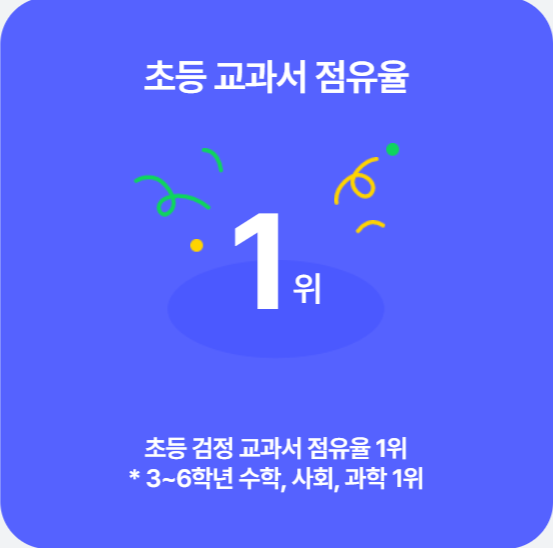 초등 교과서 점유율
1위
초등 검정 교과서 점유율 1위
* 3~6학년 수학, 사회, 과학 1위